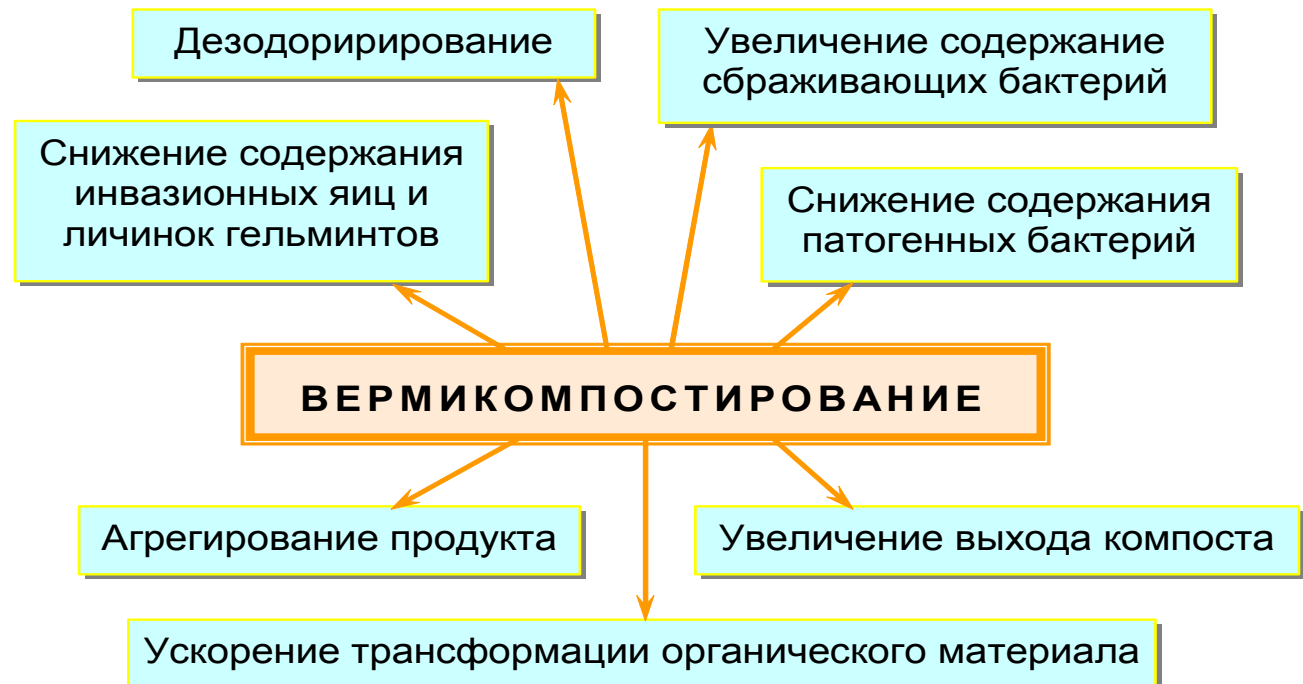 Дезодоририрование
Увеличение содержание
сбраживающих бактерий
Снижение содержания
инвазионных яиц и
личинок гельминтов
Снижение содержания
патогенных бактерий
ВЕРМИКОМПОСТИРОВАНИЕ
Агрегирование продукта
Увеличение выхода компоста
Ускорение трансформации органического материала